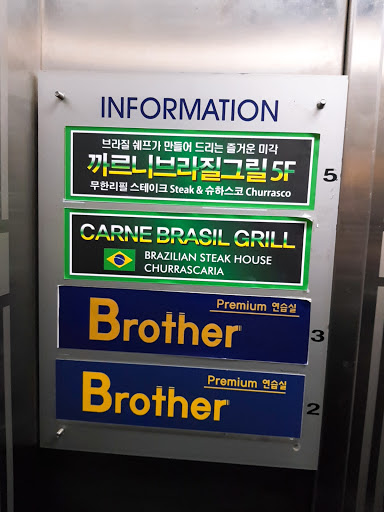 INFORMATION
브라질 쉐프가 만들어 드리는 즐거운 미각
까르니브라질그릴 5F
무한리필 스테이크 Steak & 슈하스코 Churrasco
5
CARNE BRASIL GRILL
BRAZILIAN STEAK HOUSE
CHURRASCARIA
Premium 연습실
Brother
3
Premium 연습실
Brother
2